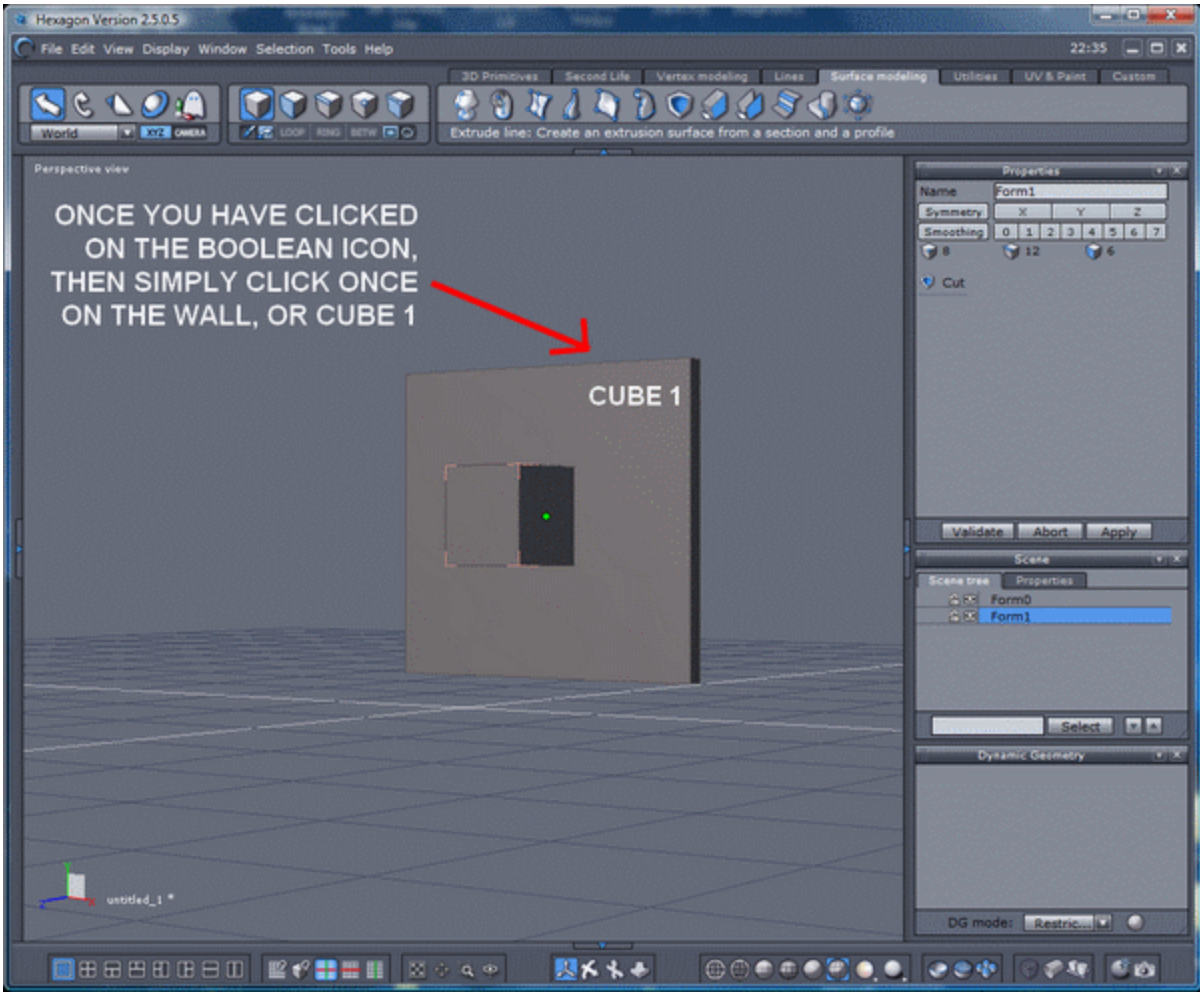 Hexagon Version 2.5.0.5
File Edit View Display Window Selection Tools Help
22:35
3D Primitives Second Life Vertex modeling Lines Surface modeling Utilities UV & Paint Custom
World XYZ CAMERA
LOOP RING BETW
Extrude line: Create an extrusion surface from a section and a profile
Perspective view
ONCE YOU HAVE CLICKED
ON THE BOOLEAN ICON,
THEN SIMPLY CLICK ONCE
ON THE WALL, OR CUBE 1
CUBE 1
Properties
Name Form1
Symmetry X Y Z
Smoothing 0 1 2 3 4 5 6 7
8 12 6
Cut
Validate Abort Apply
Scene
Scene tree Properties
Form0
Form1
Select
Dynamic Geometry
DG mode: Restric...
Y
Z X
untitled_1 *